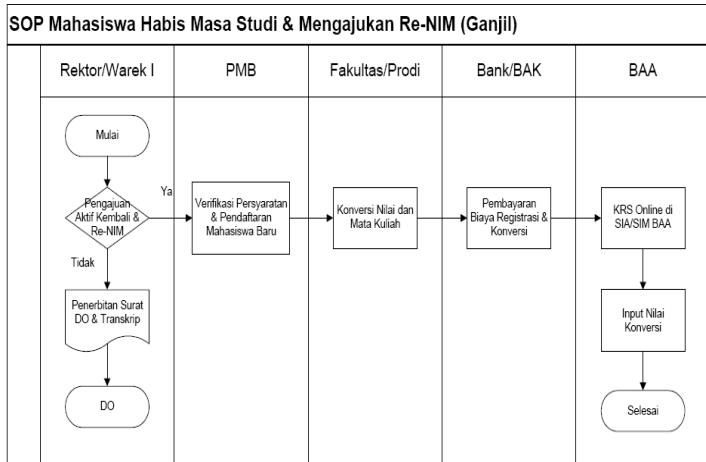 SOP Mahasiswa Habis Masa Studi & Mengajukan Re-NIM (Ganjil)
Rektor/Warek I
PMB
Fakultas/Prodi
Bank/BAK
BAA
Mulai
Pengajuan
Aktif Kembali &
Re-NIM
Ya
Verifikasi Persyaratan
& Pendaftaran
Mahasiswa Baru
Konversi Nilai dan
Mata Kuliah
Pembayaran
Biaya Registrasi &
Konversi
KRS Online di
SIA/SIM BAA
Tidak
Penerbitan Surat
DO & Transkrip
Input Nilai
Konversi
DO
Selesai